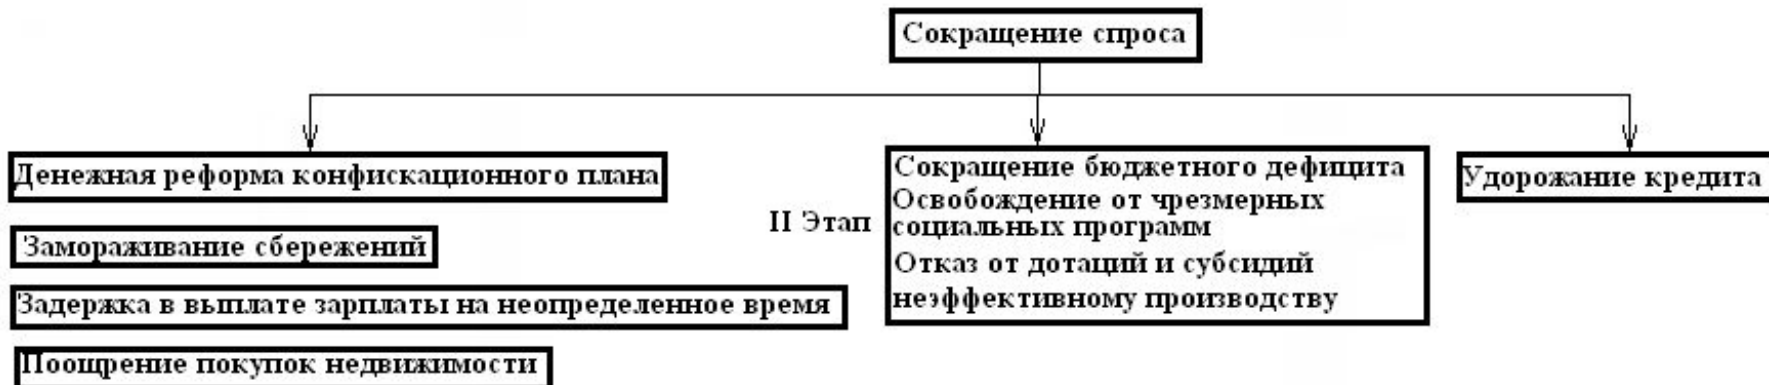 Сокращение спроса
Денежная реформа конфискационного плана
Замораживание сбережений
Задержка в выплате зарплаты на неопределенное время
Поощрение покупок недвижимости
II Этап
Сокращение бюджетного дефицита
Освобождение от чрезмерных
социальных программ
Отказ от дотаций и субсидий
неэффективному производству
Удорожание кредита